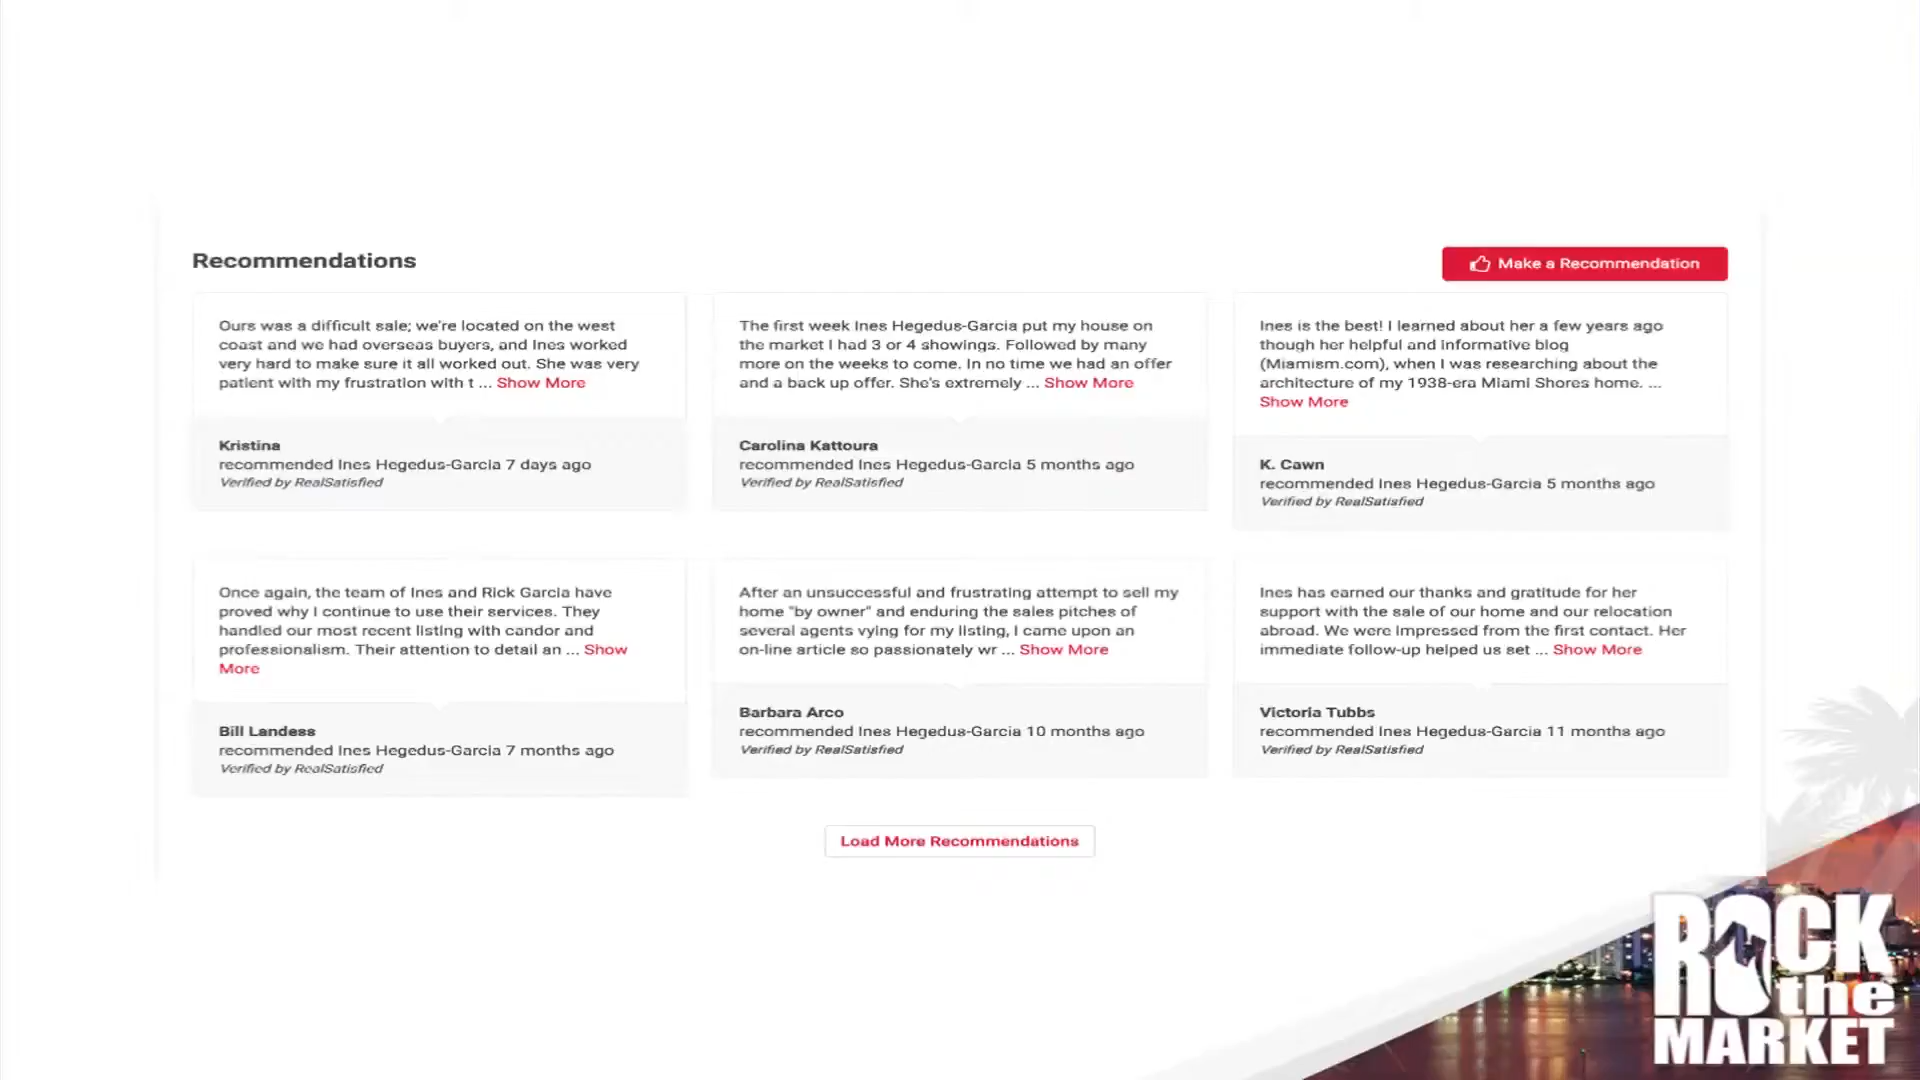 Recommendations
Make a Recommendation
Ours was a difficult sale; we're located on the west
coast and we had overseas buyers, and Ines worked
very hard to make sure it all worked out. She was very
patient with my frustration with t ... Show More
Kristina
recommended Ines Hegedus-Garcia 7 days ago
Verified by RealSatisfied
The first week Ines Hegedus-Garcia put my house on
the market I had 3 or 4 showings. Followed by many
more on the weeks to come. In no time we had an offer
and a back up offer. She's extremely ... Show More
Carolina Kattoura
recommended Ines Hegedus-Garcia 5 months ago
Verified by RealSatisfied
Ines is the best! I learned about her a few years ago
though her helpful and informative blog
(Miamism.com), when I was researching about the
architecture of my 1938-era Miami Shores home. ...
Show More
K. Cawn
recommended Ines Hegedus-Garcia 5 months ago
Verified by RealSatisfied
Once again, the team of Ines and Rick Garcia have
proved why I continue to use their services. They
handled our most recent listing with candor and
professionalism. Their attention to detail an ... Show
More
Bill Landess
recommended Ines Hegedus-Garcia 7 months ago
Verified by RealSatisfied
After an unsuccessful and frustrating attempt to sell my
home "by owner" and enduring the sales pitches of
several agents vying for my listing, I came upon an
on-line article so passionately wr ... Show More
Barbara Arco
recommended Ines Hegedus-Garcia 10 months ago
Verified by RealSatisfied
Ines has earned our thanks and gratitude for her
support with the sale of our home and our relocation
abroad. We were impressed from the first contact. Her
immediate follow-up helped us set ... Show More
Victoria Tubbs
recommended Ines Hegedus-Garcia 11 months ago
Verified by RealSatisfied
Load More Recommendations
ROCK
the
MARKET